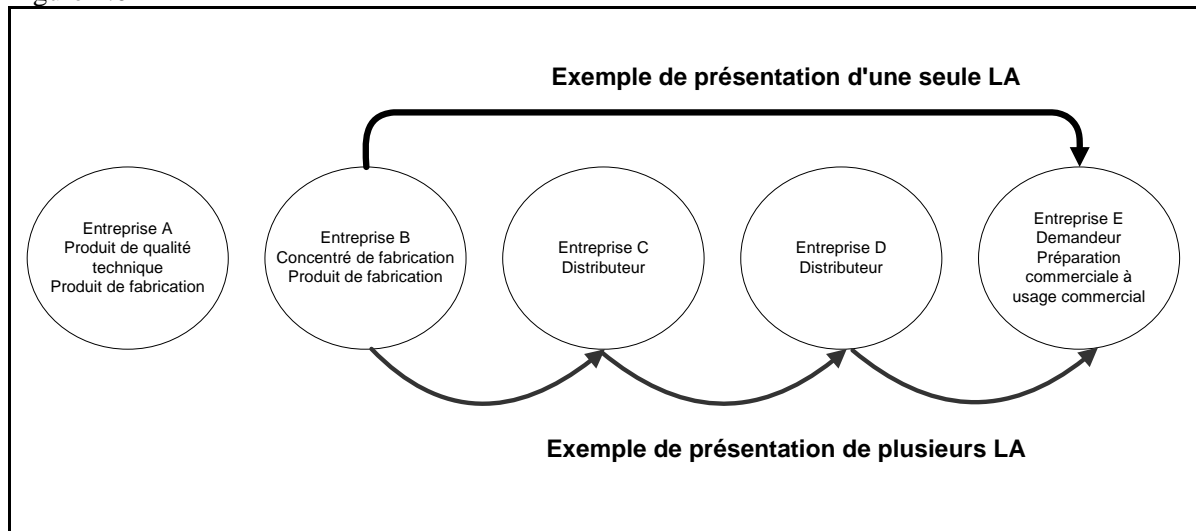 Exemple de présentation d'une seule LA
Entreprise A
Produit de qualité
technique
Produit de fabrication
Entreprise B
Concentré de fabrication
Produit de fabrication
Entreprise C
Distributeur
Entreprise D
Distributeur
Entreprise E
Demandeur
Préparation
commerciale à
usage commercial
Exemple de présentation de plusieurs LA